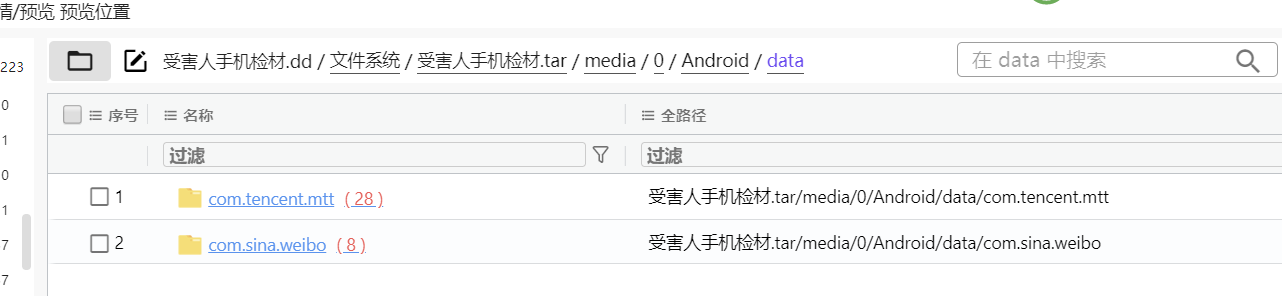 情/预览 预览位置
223
受害人手机检材.dd / 文件系统 / 受害人手机检材.tar / media / 0 / Android / data
在 data 中搜索
0
序号 名称 全路径
1
过滤 过滤
0
1 com.tencent.mtt ( 28 ) 受害人手机检材.tar/media/0/Android/data/com.tencent.mtt
1
2 com.sina.weibo ( 8 ) 受害人手机检材.tar/media/0/Android/data/com.sina.weibo
7
7